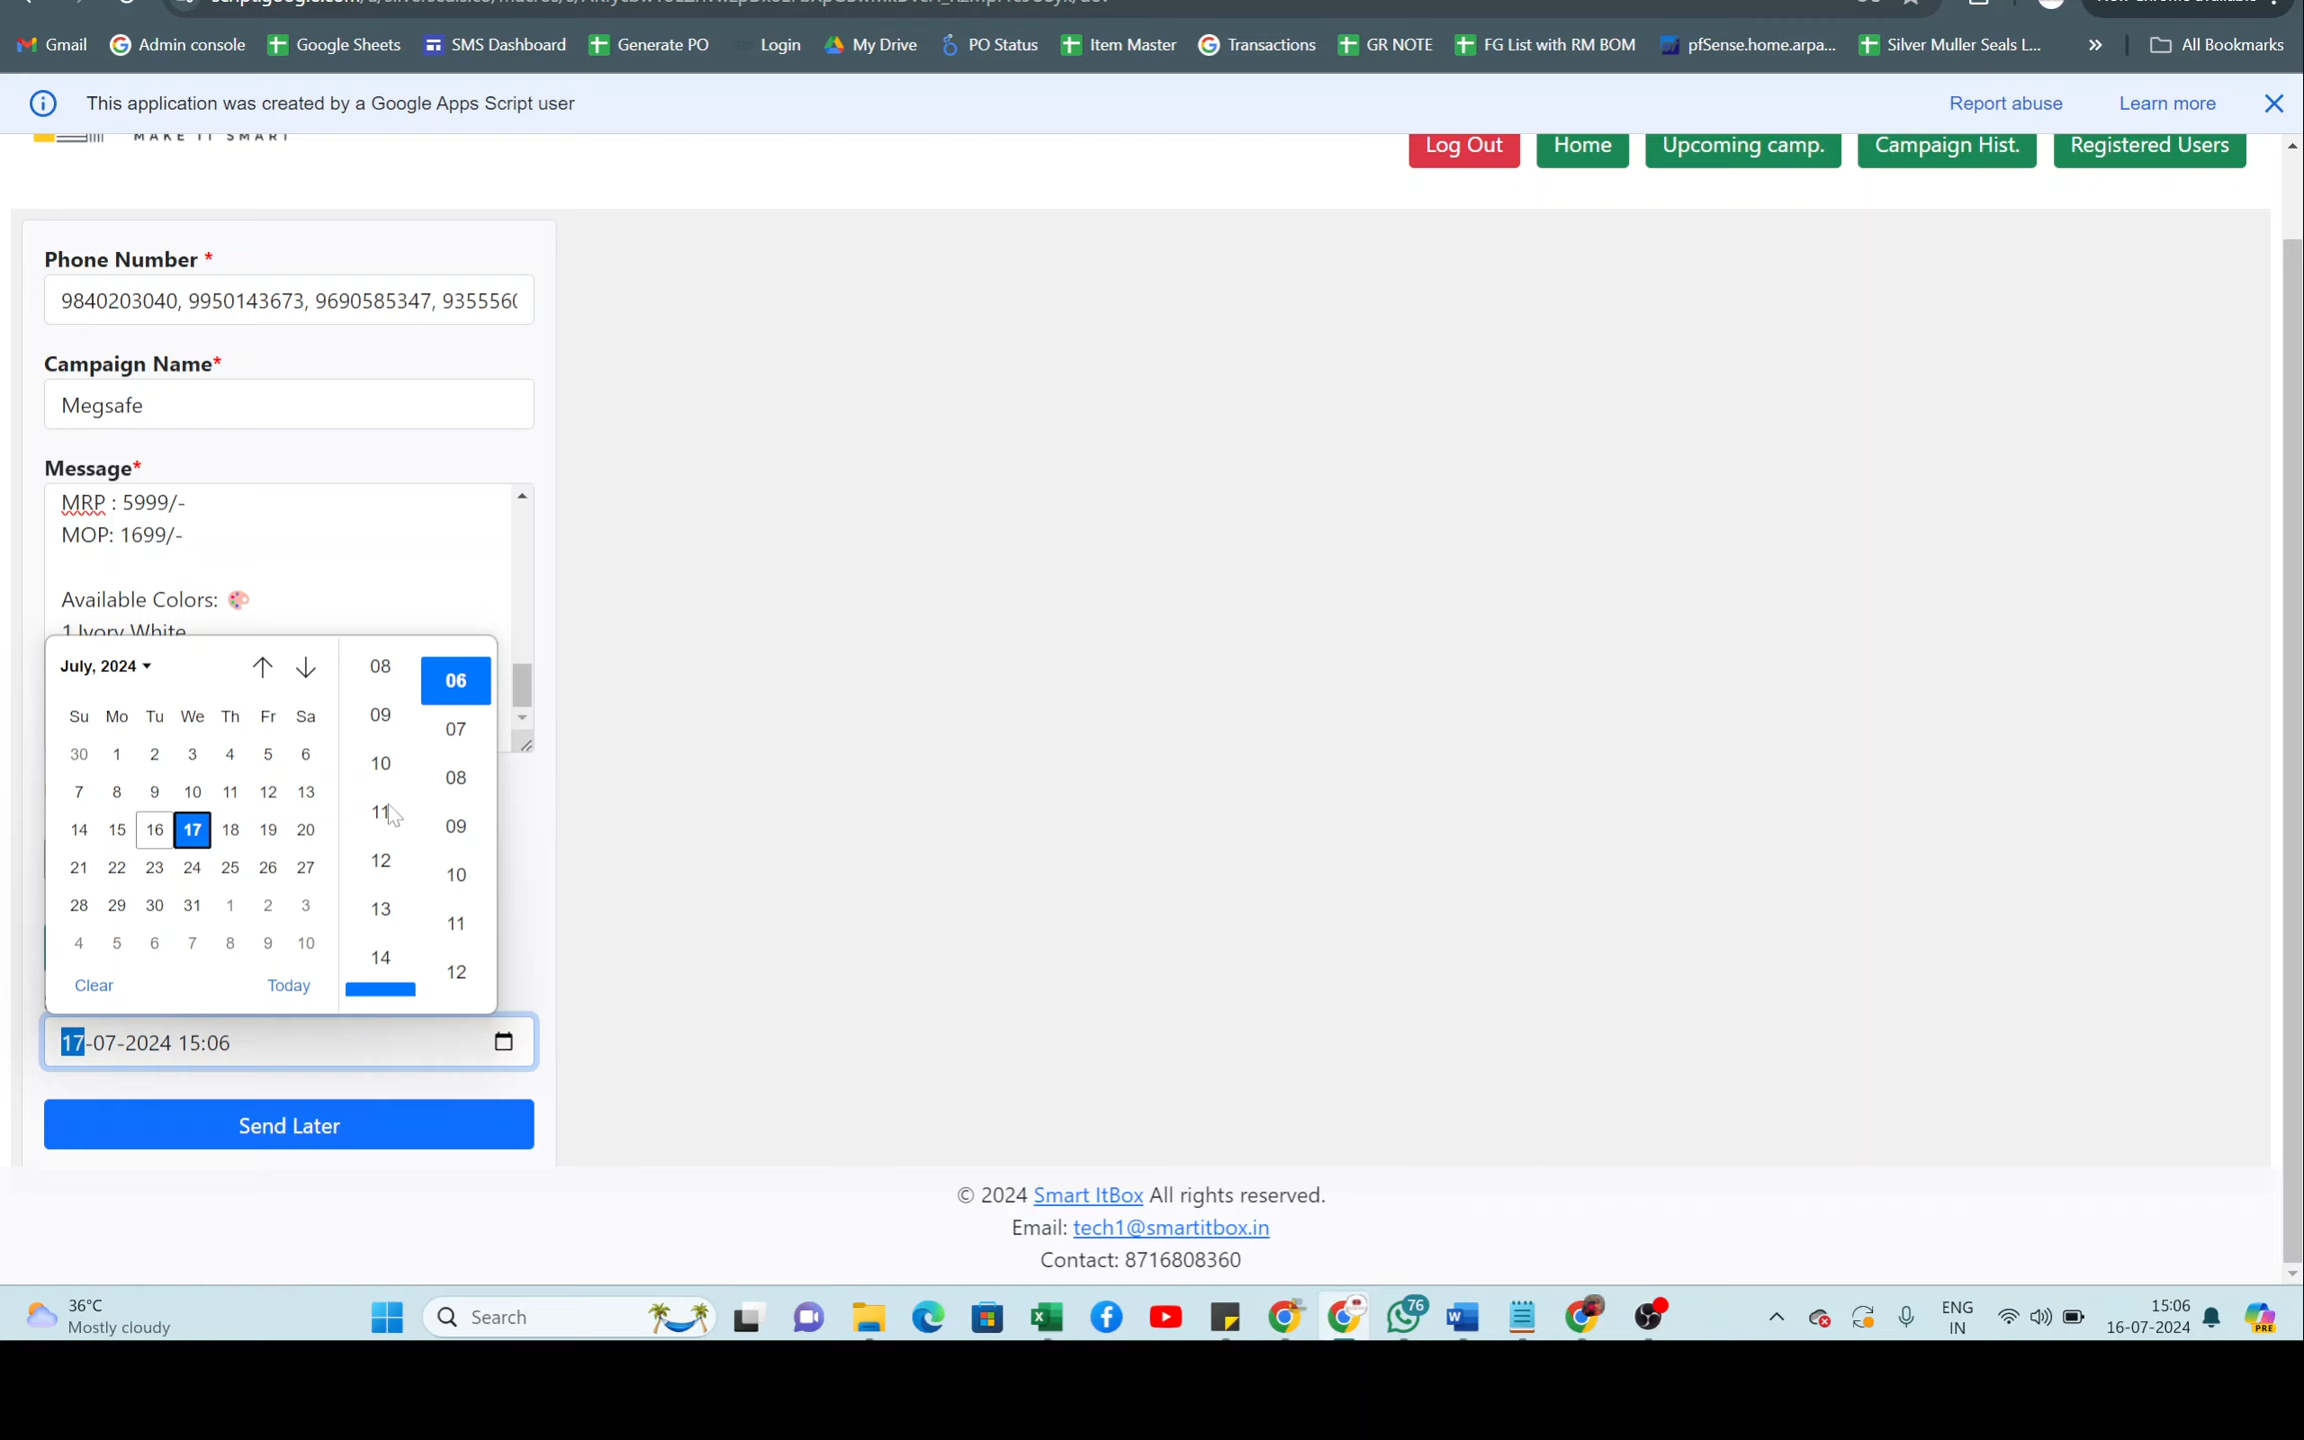 Gmail Admin console Google Sheets SMS Dashboard Generate PO Login My Drive PO Status Item Master Transactions GR NOTE FG List with RM BOM pfSense.home.arpa... Silver Muller Seals L... » All Bookmarks
This application was created by a Google Apps Script user Report abuse Learn more
MAKE IT SMART
Log Out Home Upcoming camp. Campaign Hist. Registered Users
Phone Number *
9840203040, 9950143673, 9690585347, 9355560
Campaign Name*
Megsafe
Message*
MRP : 5999/-
MOP: 1699/-
Available Colors: 🎨
1 Ivory White
July, 2024
08 06
Su Mo Tu We Th Fr Sa 09 07
30 1 2 3 4 5 6 10 08
7 8 9 10 11 12 13 11 09
14 15 16 17 18 19 20 12 10
21 22 23 24 25 26 27 13 11
28 29 30 31 1 2 3 14 12
4 5 6 7 8 9 10
Clear Today
17-07-2024 15:06
Send Later
© 2024 Smart ItBox All rights reserved.
Email: tech1@smartitbox.in
Contact: 8716808360
36°C
Mostly cloudy
Search
76
ENG
IN
15:06
16-07-2024
PRE